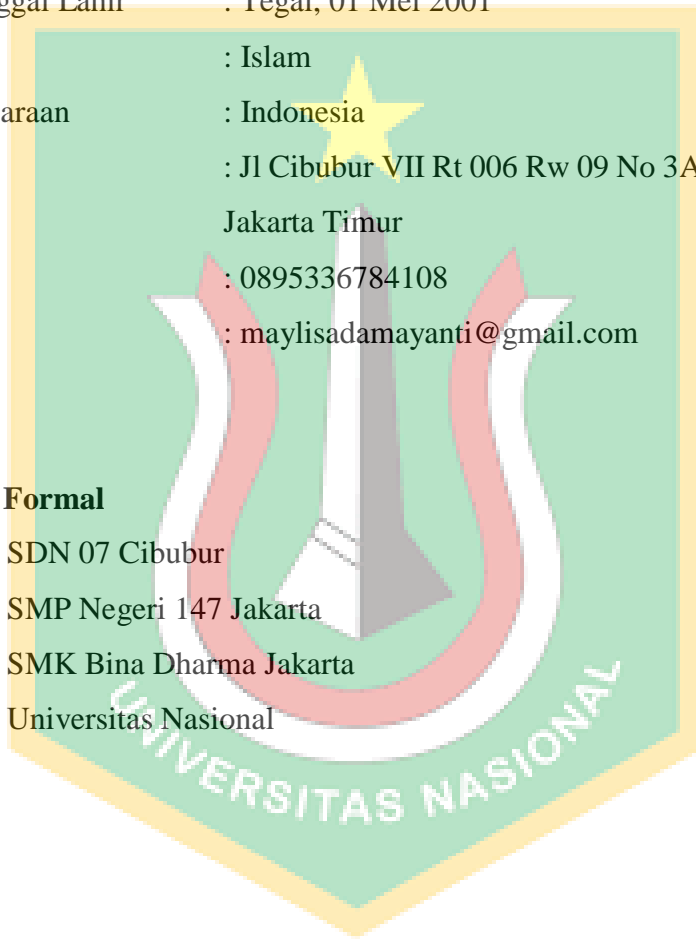 ggal Lahir : Tegal, 01 Mei 2001
: Islam
araan : Indonesia
: Jl Cibubur VII Rt 006 Rw 09 No 3A
Jakarta Timur
: 0895336784108
: maylisadamayanti@gmail.com
Formal
SDN 07 Cibubur
SMP Negeri 147 Jakarta
SMK Bina Dharma Jakarta
Universitas Nasional
UNIVERSITAS NASIONAL